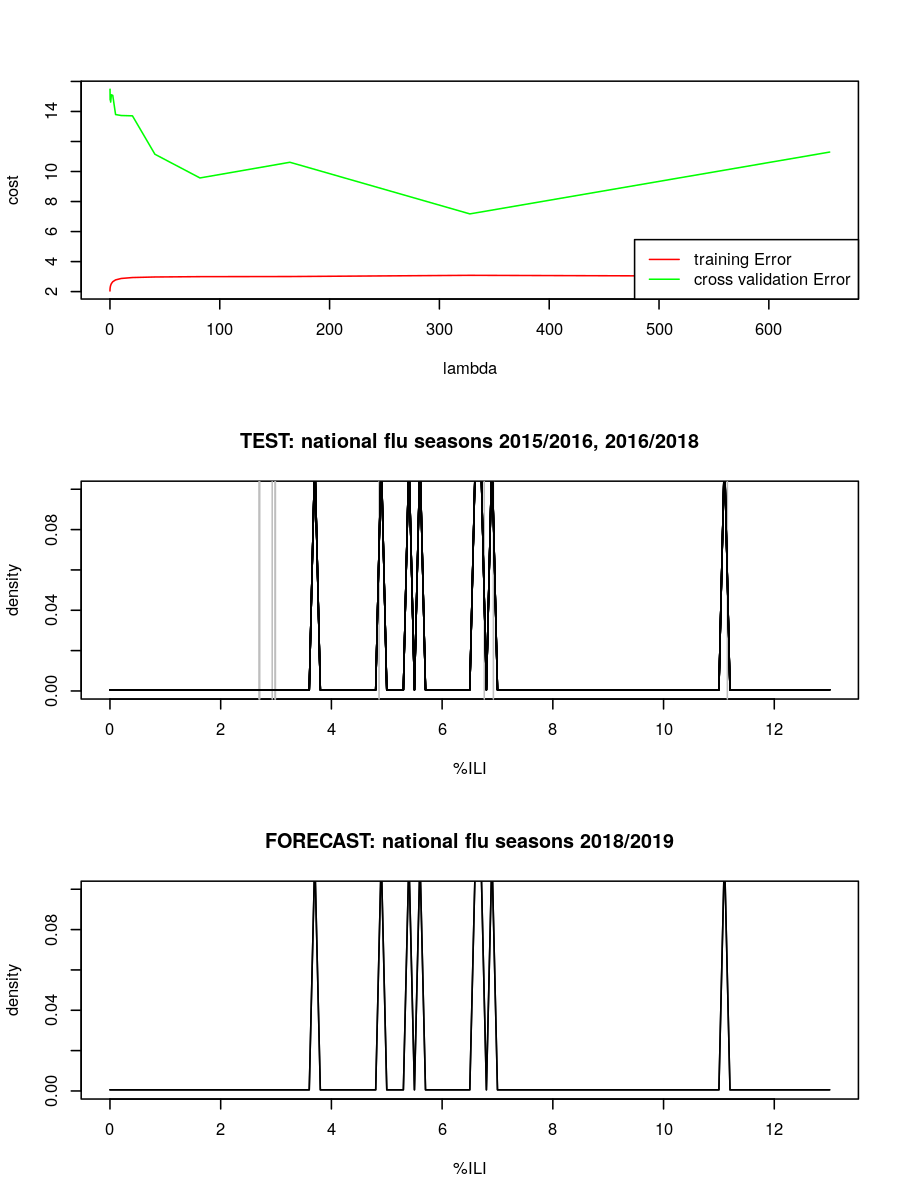 14
10
8
6
4
2
cost
training Error
cross validation Error
0 100 200 300 400 500 600
lambda
TEST: national flu seasons 2015/2016, 2016/2018
0.08
0.04
0.00
density
0 2 4 6 8 10 12
%ILI
FORECAST: national flu seasons 2018/2019
0.08
0.04
0.00
density
0 2 4 6 8 10 12
%ILI